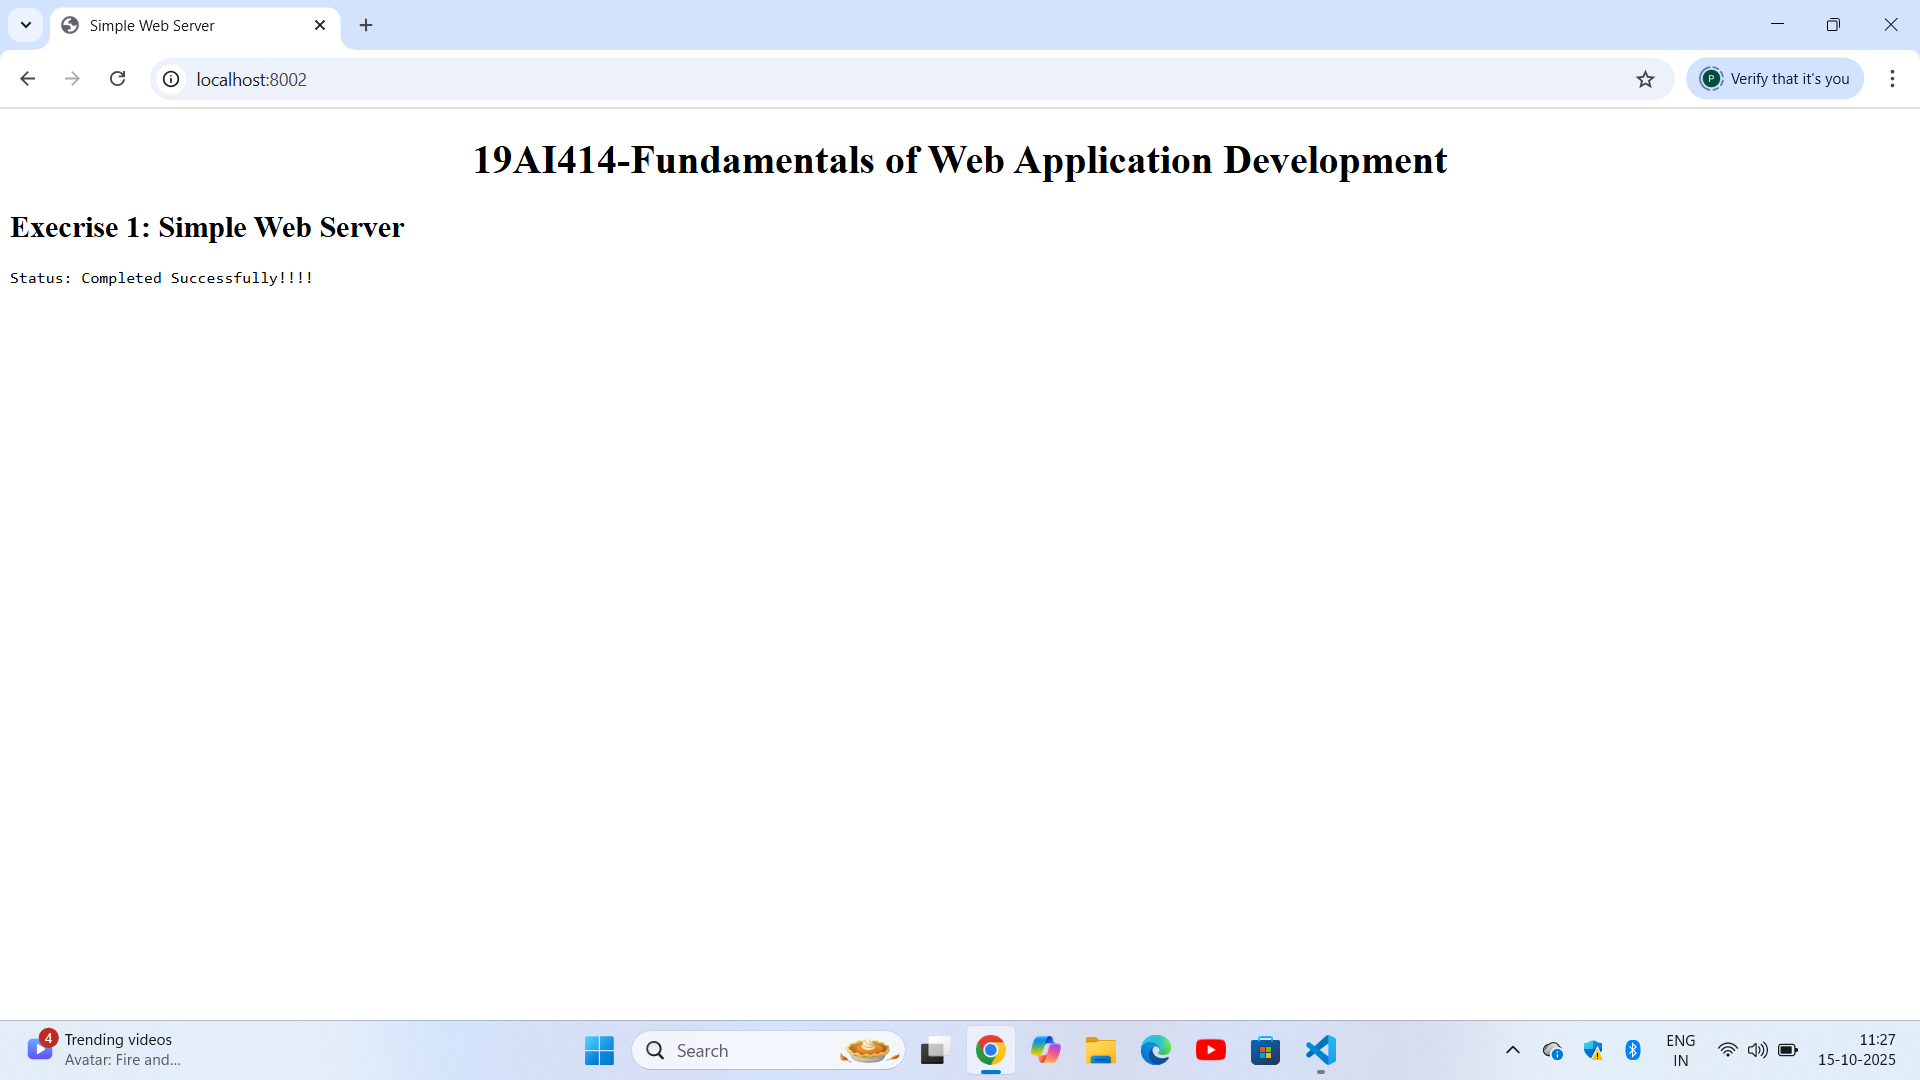 Simple Web Server
localhost:8002
P
Verify that it's you
19AI414-Fundamentals of Web Application Development
Execrise 1: Simple Web Server
Status: Completed Successfully!!!!
4
Trending videos
Avatar: Fire and...
Search
ENG
IN
11:27
15-10-2025